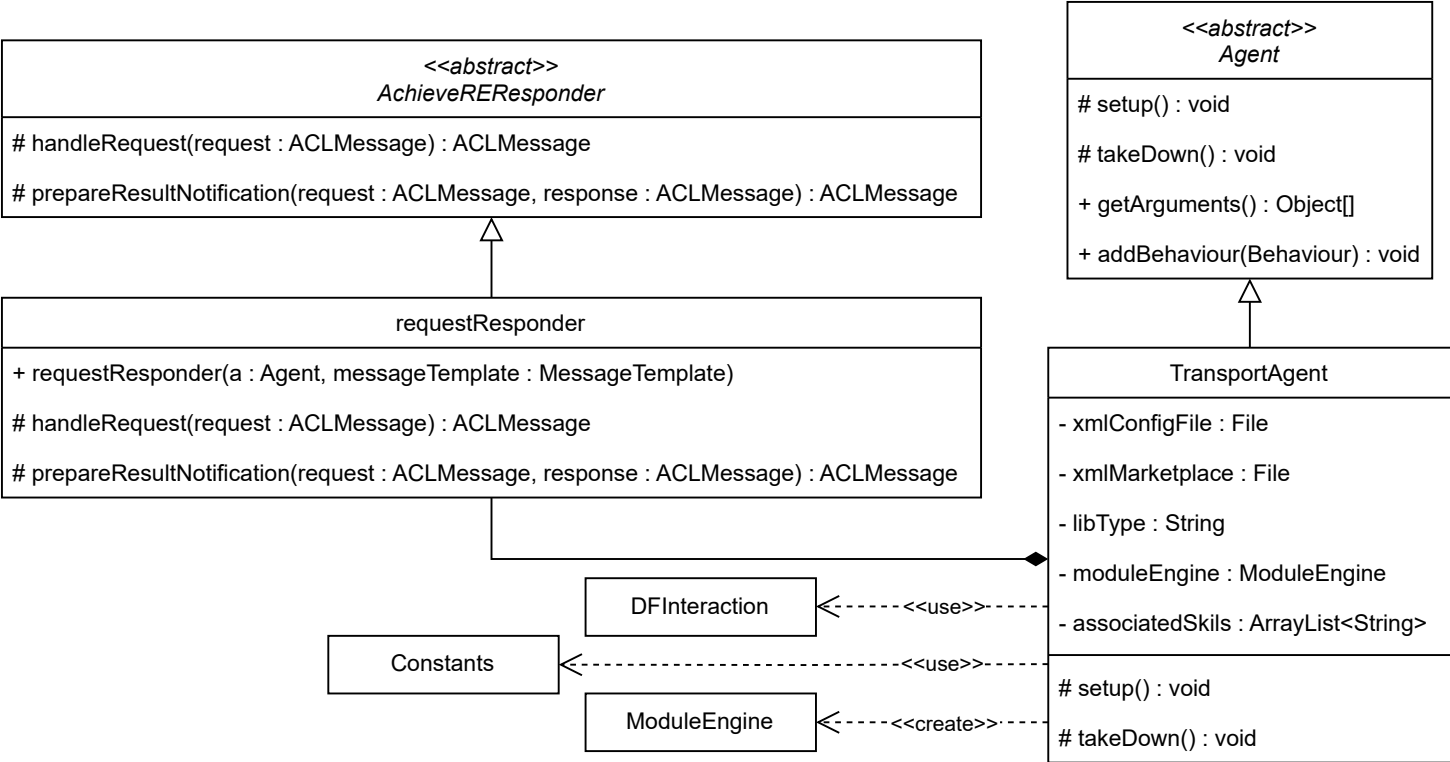 <<abstract>>
AchieveREResponder
# handleRequest(request : ACLMessage) : ACLMessage
# prepareResultNotification(request : ACLMessage, response : ACLMessage) : ACLMessage
<<abstract>>
Agent
# setup() : void
# takeDown() : void
+ getArguments() : Object[]
+ addBehaviour(Behaviour) : void
requestResponder
+ requestResponder(a : Agent, messageTemplate : MessageTemplate)
# handleRequest(request : ACLMessage) : ACLMessage
# prepareResultNotification(request : ACLMessage, response : ACLMessage) : ACLMessage
TransportAgent
- xmlConfigFile : File
- xmlMarketplace : File
- libType : String
- moduleEngine : ModuleEngine
- associatedSkils : ArrayList<String>
# setup() : void
# takeDown() : void
DFInteraction
<<use>>
Constants
<<use>>
ModuleEngine
<<create>>